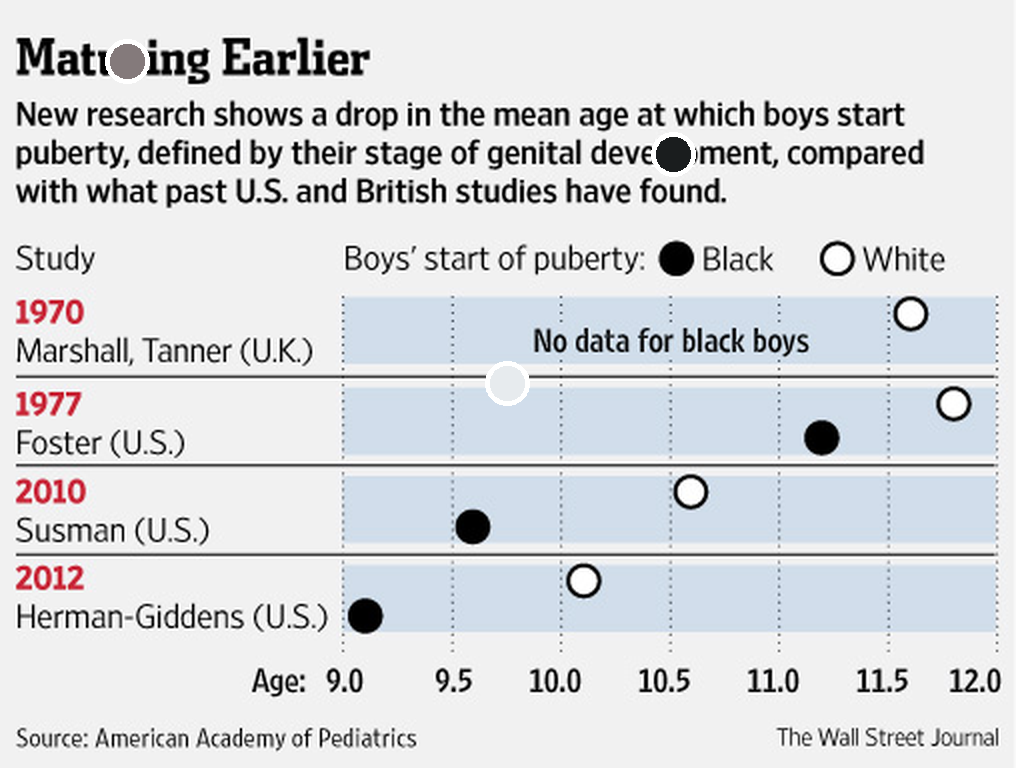 Earlier
New research shows a drop in the mean age at which boys start
puberty, defined by their stage of genital compared
with what past U.S. and British studies have found.
Study Boys' start of puberty: Black White
1970
Marshall, Tanner (U.K.)
No data for black boys
1977
Foster (U.S.)
2010
Susman (U.S.)
2012
Herman-Giddens (U.S.)
Age: 9.0 9.5 10.0 10.5 11.0 11.5 12.0
Source: American Academy of Pediatrics The Wall Street Journal